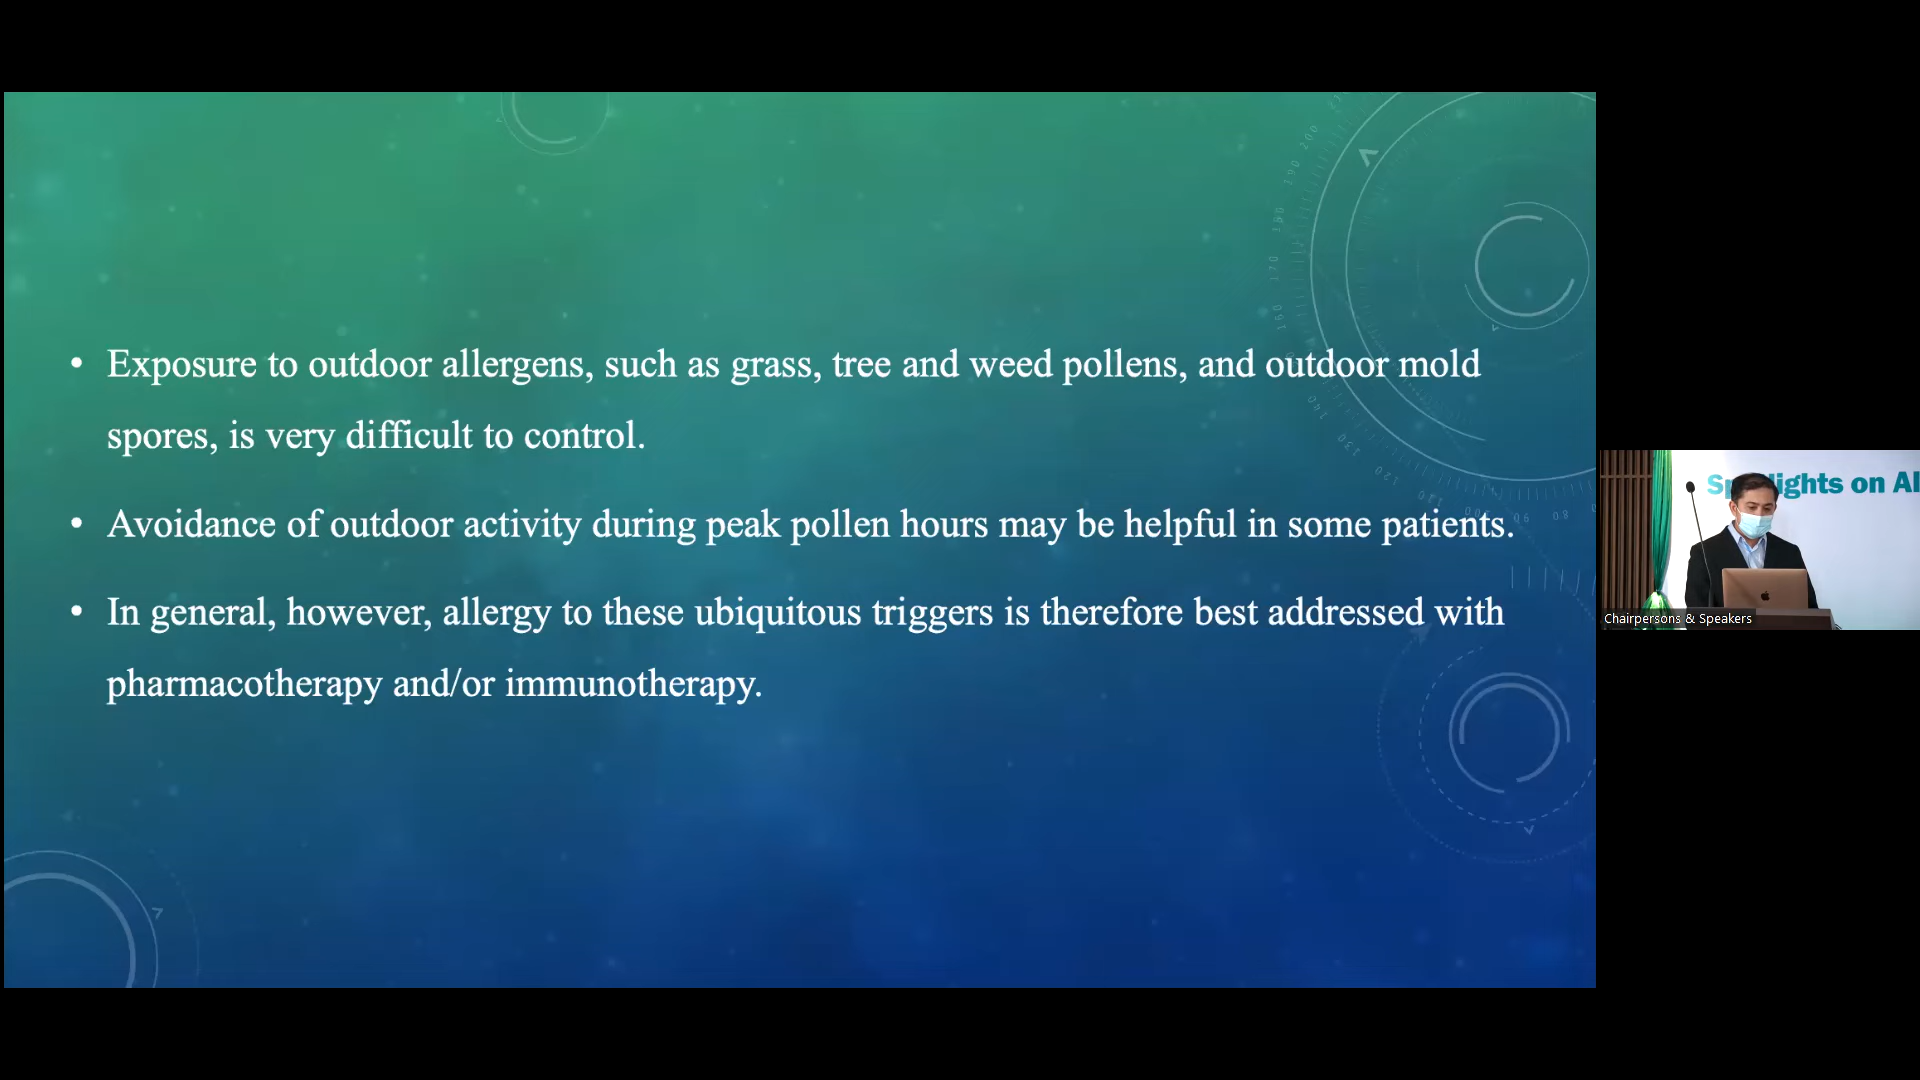 • Exposure to outdoor allergens, such as grass, tree and weed pollens, and outdoor mold
spores, is very difficult to control.
• Avoidance of outdoor activity during peak pollen hours may be helpful in some patients.
• In general, however, allergy to these ubiquitous triggers is therefore best addressed with
pharmacotherapy and/or immunotherapy.
on Al
Chairpersons & Speakers